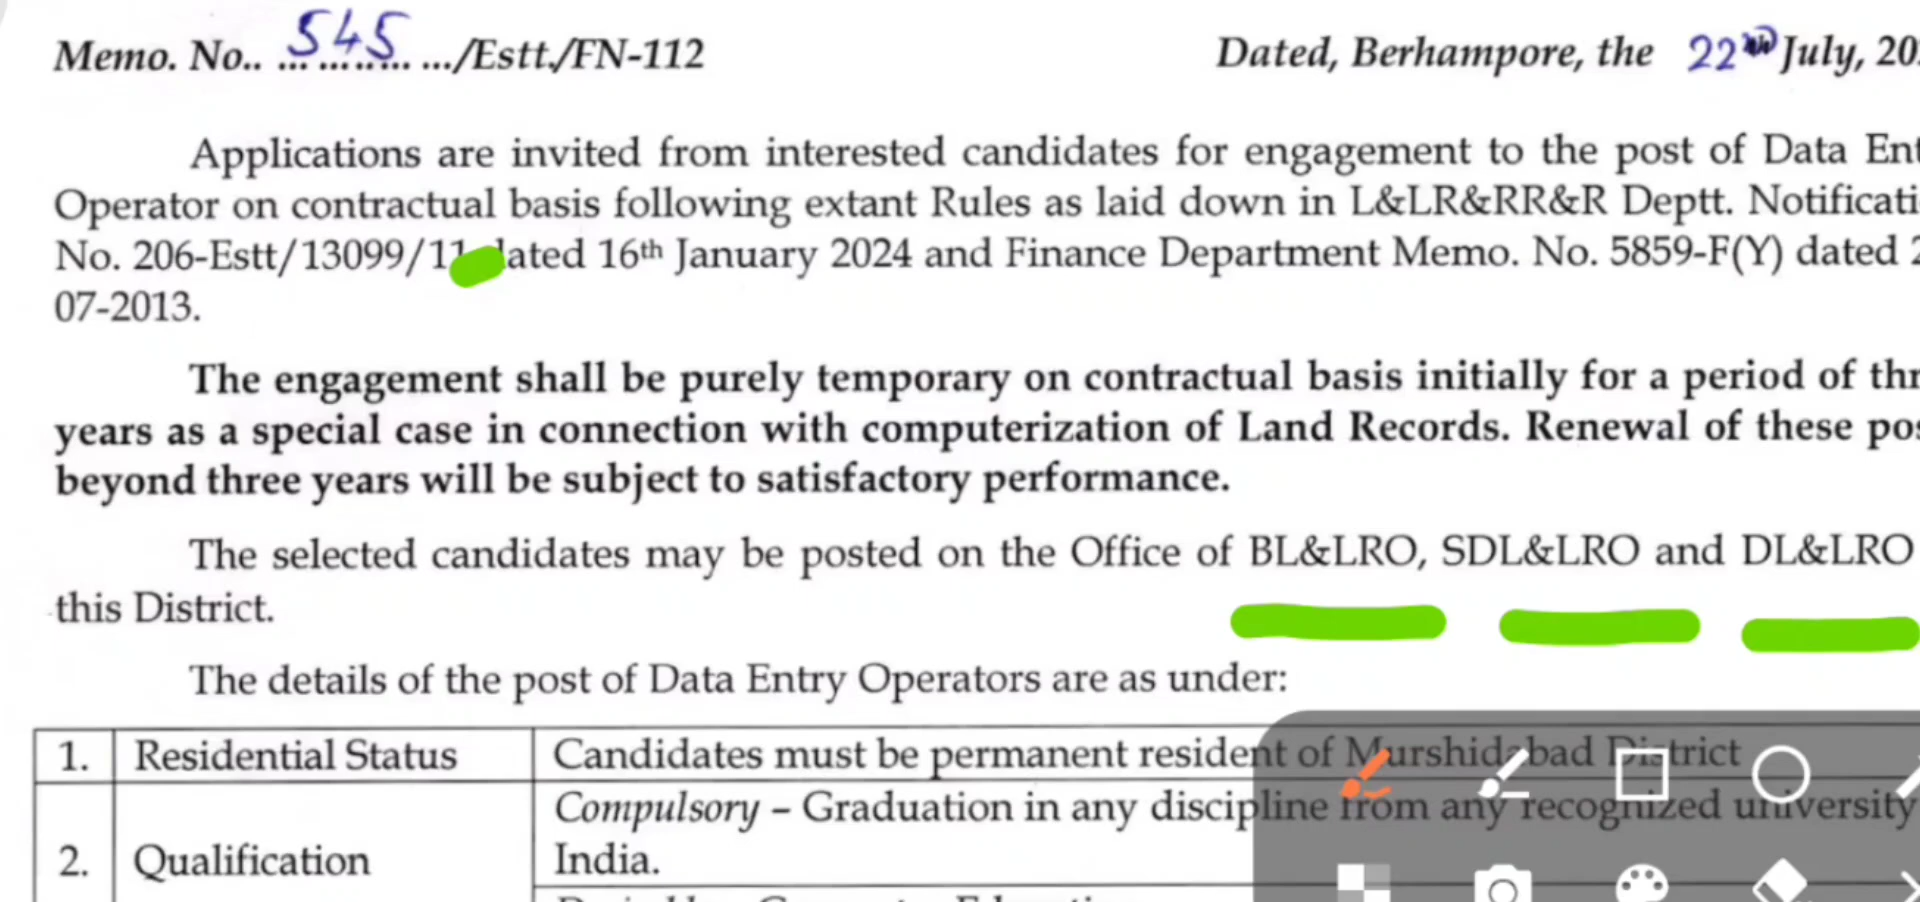 Memo. No.. 545 .../Estt./FN-112 Dated, Berhampore, the 22nd July, 20
Applications are invited from interested candidates for engagement to the post of Data Ent
Operator on contractual basis following extant Rules as laid down in L&LR&RR&R Deptt. Notificati
No. 206-Estt/13099/11 dated 16th January 2024 and Finance Department Memo. No. 5859-F(Y) dated 2
07-2013.
The engagement shall be purely temporary on contractual basis initially for a period of thr
years as a special case in connection with computerization of Land Records. Renewal of these pos
beyond three years will be subject to satisfactory performance.
The selected candidates may be posted on the Office of BL&LRO, SDL&LRO and DL&LRO
this District.
The details of the post of Data Entry Operators are as under:
1. Residential Status Candidates must be permanent resident of Murshidabad District
Compulsory – Graduation in any discipline from any recognized university
2. Qualification India.